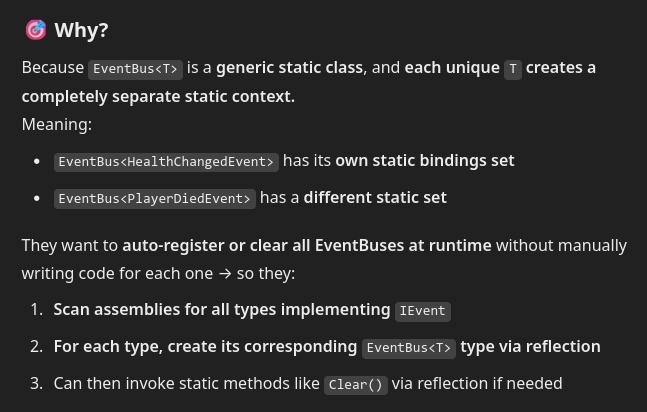 🎯 Why?
Because EventBus<T> is a generic static class, and each unique T creates a
completely separate static context.
Meaning:
• EventBus<HealthChangedEvent> has its own static bindings set
• EventBus<PlayerDiedEvent> has a different static set
They want to auto-register or clear all EventBuses at runtime without manually
writing code for each one → so they:
1. Scan assemblies for all types implementing IEvent
2. For each type, create its corresponding EventBus<T> type via reflection
3. Can then invoke static methods like Clear() via reflection if needed